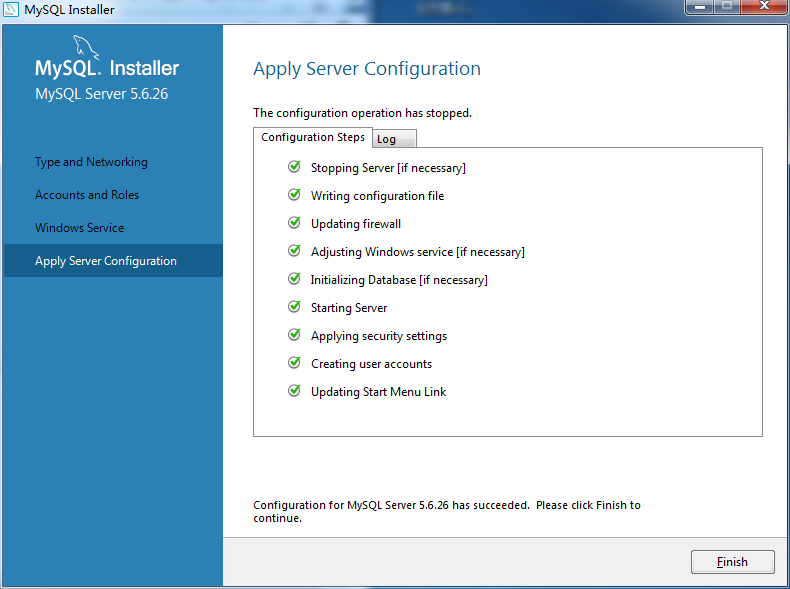 MySQL Installer
MySQL. Installer
MySQL Server 5.6.26
Type and Networking
Accounts and Roles
Windows Service
Apply Server Configuration
Apply Server Configuration
The configuration operation has stopped.
Configuration Steps
Log
Stopping Server [if necessary]
Writing configuration file
Updating firewall
Adjusting Windows service [if necessary]
Initializing Database [if necessary]
Starting Server
Applying security settings
Creating user accounts
Updating Start Menu Link
Configuration for MySQL Server 5.6.26 has succeeded. Please click Finish to
continue.
Finish